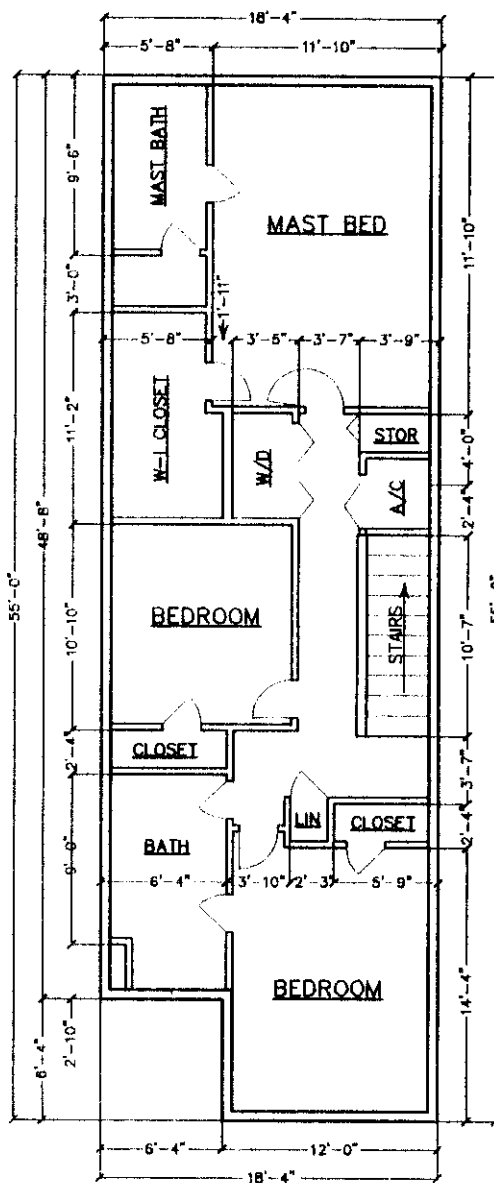 18'-4"
5'-8" 11'-10"
9'-6"
MAST BATH
MAST BED
11'-10"
3'-0"
1'-11"
5'-8" 3'-5" 3'-7" 3'-9"
11'-2"
W-I CLOSET
W/D
STOR
4'-0"
A/C
2'-4"
55'-0"
48'-8"
BEDROOM
10'-10"
STAIRS
10'-7"
2'-4"
CLOSET
3'-7"
LIN
CLOSET
2'-4"
BATH
6'-4" 3'-10" 2'-3" 5'-9"
BEDROOM
14'-4"
2'-10"
6'-4"
6'-4" 12'-0"
18'-4"